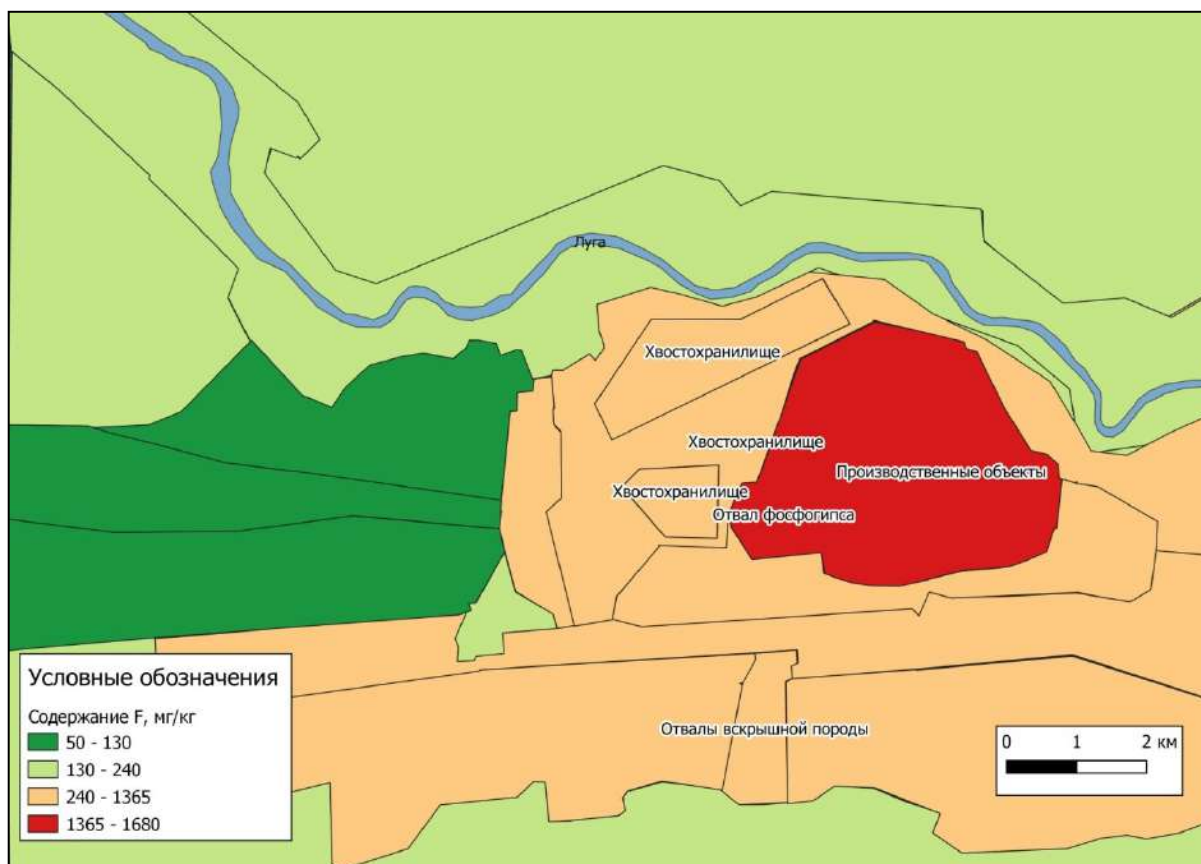 Луга
Хвостохранилище
Хвостохранилище
Производственные объекты
Хвостохранилище
Отвал фосфогипса
Отвалы вскрышной породы
Условные обозначения
Содержание F, мг/кг
50 - 130
130 - 240
240 - 1365
1365 - 1680
0 1 2 км